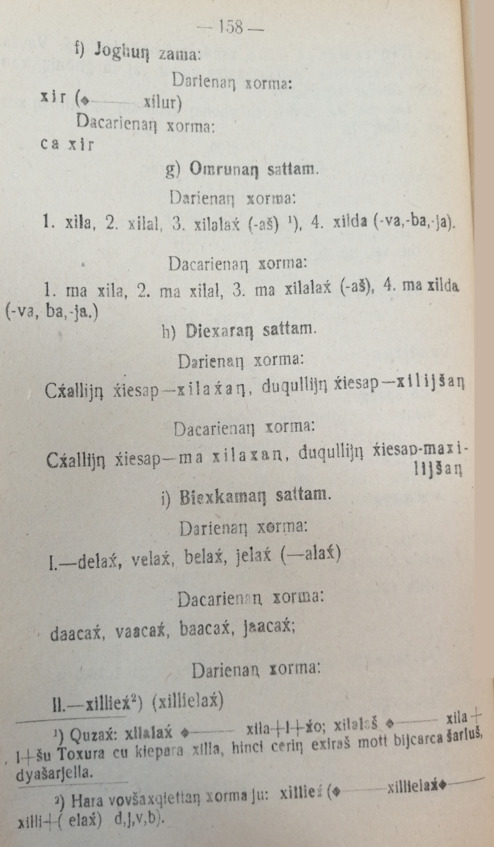 — 158 —
f) Joghuŋ zama:
Darienaŋ xorma:
xir (◆—— xilur)
Dacarienaŋ xorma:
ca xir
g) Omrunaŋ sattam.
Darienaŋ xorma:
1. xila, 2. xilal, 3. xilalaẋ (-aš) ¹), 4. xilda (-va,-ba,-ja).
Dacarienaŋ xorma:
1. ma xila, 2. ma xilal, 3. ma xilalaẋ (-aš), 4. ma xilda
(-va, ba,-ja.)
h) Diexaraŋ sattam.
Darienaŋ xorma:
Cẋallijŋ ẋiesap—xilaẋaŋ, duqullijŋ ẋiesap—xilijšaŋ
Dacarienaŋ xorma:
Cẋallijŋ ẋiesap—ma xilaxan, duqullijŋ ẋiesap-maxi-
lijšaŋ
i) Biexkamaŋ sattam.
Darienaŋ xorma:
I.—delaẋ, velaẋ, belaẋ, jelaẋ (—alaẋ)
Dacarienaŋ xorma:
daacaẋ, vaacaẋ, baacaẋ, jaacaẋ;
Darienaŋ xorma:
II.—xillieẋ²) (xillielaẋ)
¹) Quzaẋ: xilalaẋ ◆—— xila+l+ẋo; xilalaš ◆—— xila+
l+šu Toxura cu kiepara xilla, hinci ceriŋ exiraš mott bijcarca šarluš,
dyašarjella.
²) Hara vovšaxqietian xorma ju: xillieẋ (◆—— xillielaẋ◆——
xilli+( elaẋ) d,j,v,b).